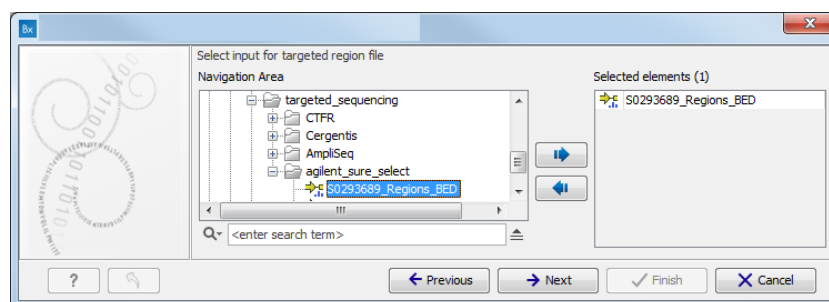 Bx
Select input for targeted region file
Navigation Area
targeted_sequencing
CTFR
Cergentis
AmpliSeq
agilent_sure_select
S0293689_Regions_BED
<enter search term>
Selected elements (1)
S0293689_Regions_BED
?
Previous
Next
Finish
Cancel